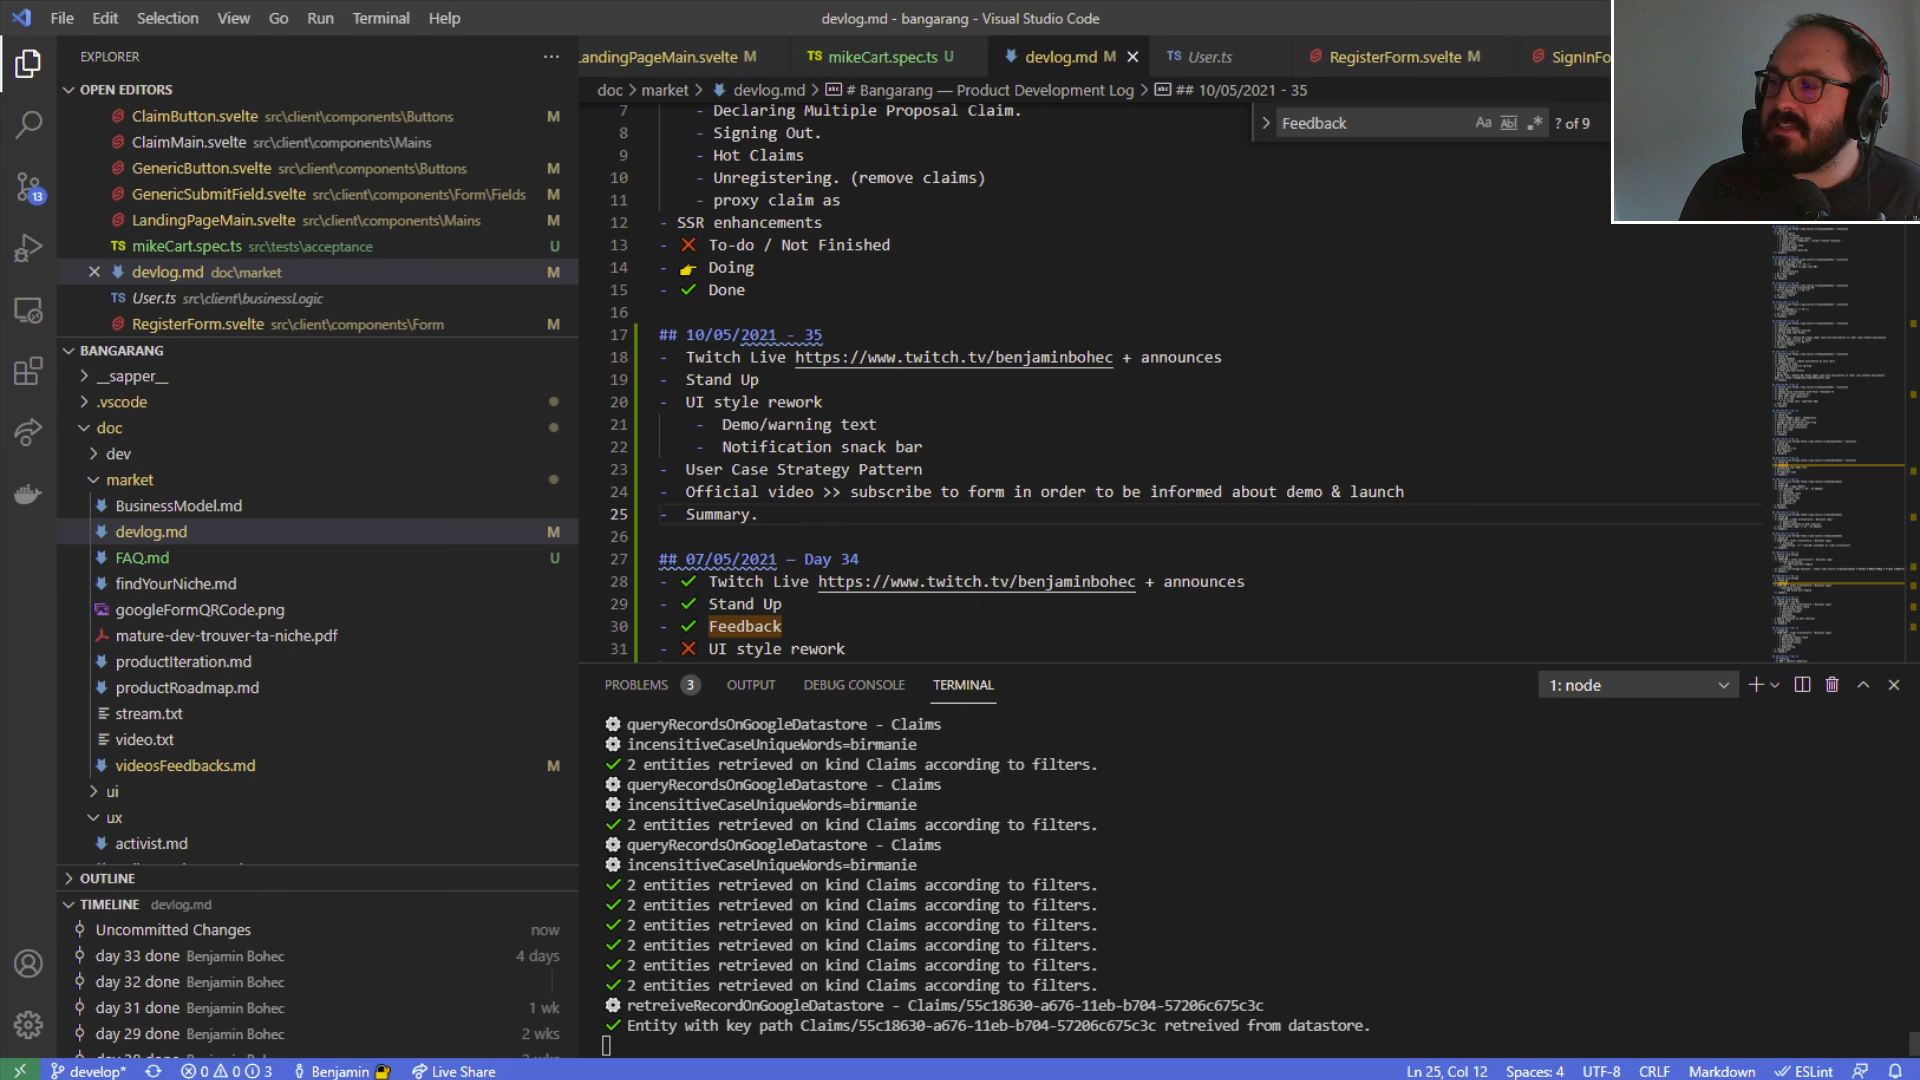 File Edit Selection View Go Run Terminal Help
devlog.md - bangarang - Visual Studio Code
EXPLORER
OPEN EDITORS
ClaimButton.svelte src\client\components\Buttons M
ClaimMain.svelte src\client\components\Mains
GenericButton.svelte src\client\components\Buttons M
GenericSubmitField.svelte src\client\components\Form\Fields M
LandingPageMain.svelte src\client\components\Mains M
TS mikeCart.spec.ts src\tests\acceptance U
devlog.md doc\market M
TS User.ts src\client\businessLogic
RegisterForm.svelte src\client\components\Form M
BANGARANG
__sapper__
.vscode
doc
dev
market
BusinessModel.md
devlog.md M
FAQ.md U
findYourNiche.md
googleFormQRCode.png
mature-dev-trouver-ta-niche.pdf
productIteration.md
productRoadmap.md
stream.txt
video.txt
videosFeedbacks.md M
ui
ux
activist.md
OUTLINE
TIMELINE devlog.md
Uncommitted Changes now
day 33 done Benjamin Bohec 4 days
day 32 done Benjamin Bohec
day 31 done Benjamin Bohec 1 wk
day 29 done Benjamin Bohec 2 wks
LandingPageMain.svelte M TS mikeCart.spec.ts U devlog.md M TS User.ts RegisterForm.svelte M SignInFo
doc > market > devlog.md > # Bangarang — Product Development Log > ## 10/05/2021 - 35
Feedback Aa Abl .* ? of 9
7 - Declaring Multiple Proposal Claim.
8 - Signing Out.
9 - Hot Claims
10 - Unregistering. (remove claims)
11 - proxy claim as
12 - SSR enhancements
13 - ❌ To-do / Not Finished
14 - 👉 Doing
15 - ✔ Done
16
17 ## 10/05/2021 - 35
18 - Twitch Live https://www.twitch.tv/benjaminbohec + announces
19 - Stand Up
20 - UI style rework
21 - Demo/warning text
22 - Notification snack bar
23 - User Case Strategy Pattern
24 - Official video >> subscribe to form in order to be informed about demo & launch
25 - Summary.
26
27 ## 07/05/2021 — Day 34
28 - ✔ Twitch Live https://www.twitch.tv/benjaminbohec + announces
29 - ✔ Stand Up
30 - ✔ Feedback
31 - ❌ UI style rework
PROBLEMS 3 OUTPUT DEBUG CONSOLE TERMINAL 1: node
queryRecordsOnGoogleDatastore - Claims
incensitiveCaseUniqueWords=birmanie
✔ 2 entities retrieved on kind Claims according to filters.
queryRecordsOnGoogleDatastore - Claims
incensitiveCaseUniqueWords=birmanie
✔ 2 entities retrieved on kind Claims according to filters.
queryRecordsOnGoogleDatastore - Claims
incensitiveCaseUniqueWords=birmanie
✔ 2 entities retrieved on kind Claims according to filters.
✔ 2 entities retrieved on kind Claims according to filters.
✔ 2 entities retrieved on kind Claims according to filters.
✔ 2 entities retrieved on kind Claims according to filters.
✔ 2 entities retrieved on kind Claims according to filters.
✔ 2 entities retrieved on kind Claims according to filters.
retreiveRecordOnGoogleDatastore - Claims/55c18630-a676-11eb-b704-57206c675c3c
✔ Entity with key path Claims/55c18630-a676-11eb-b704-57206c675c3c retreived from datastore.
13
develop* 0 0 3 Benjamin Live Share Ln 25, Col 12 Spaces: 4 UTF-8 CRLF Markdown ESLint